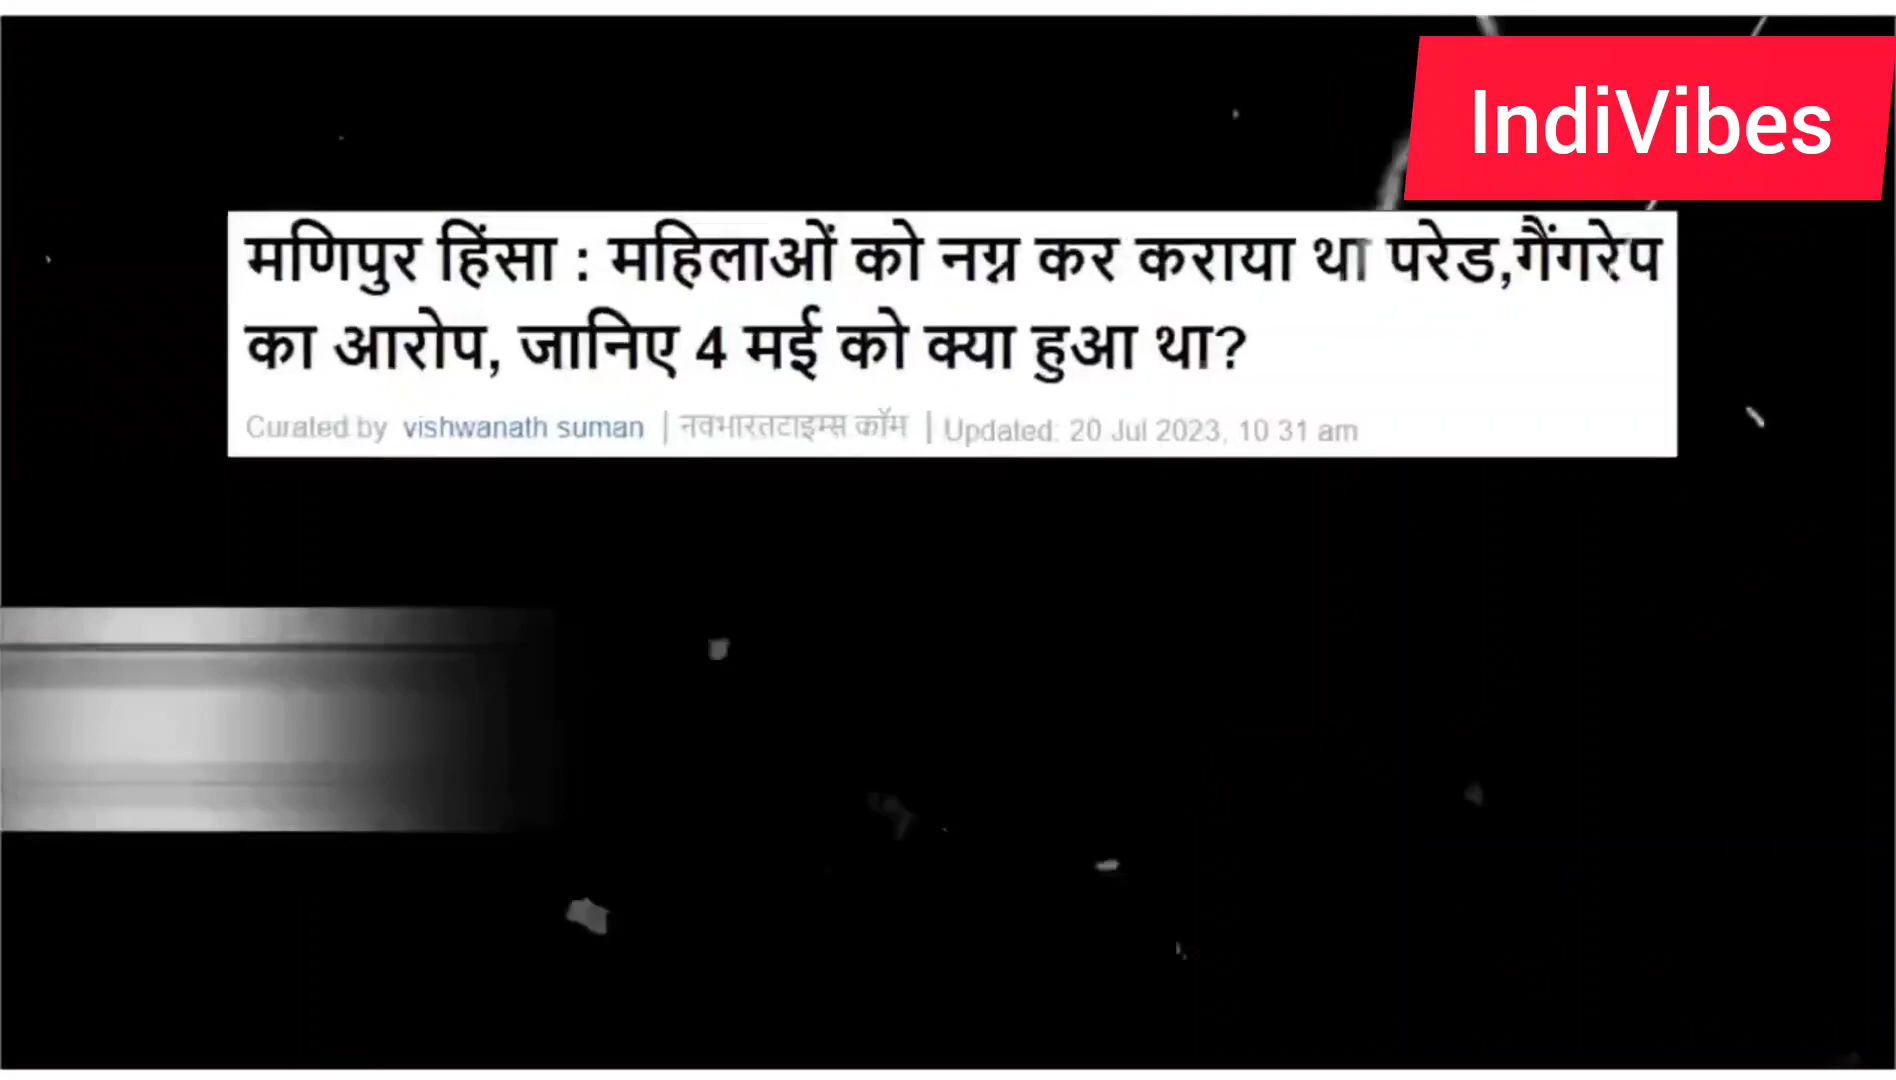 IndiVibes
मणिपुर हिंसा : महिलाओं को नग्न कर कराया था परेड,गैंगरेप
का आरोप, जानिए 4 मई को क्या हुआ था?
Curated by vishwanath suman | नवभारतटाइम्स कॉम | Updated: 20 Jul 2023, 10 31 am